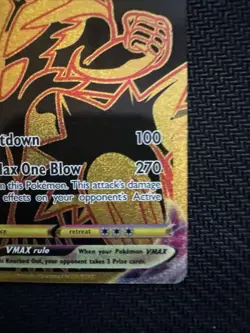 tdown 100
ax One Blow 270
n this Pokémon. This attack's damage
effects on your opponent's Active
retreat
VMAX rule When your Pokémon VMAX
is Knocked Out, your opponent takes 3 Prize cards.